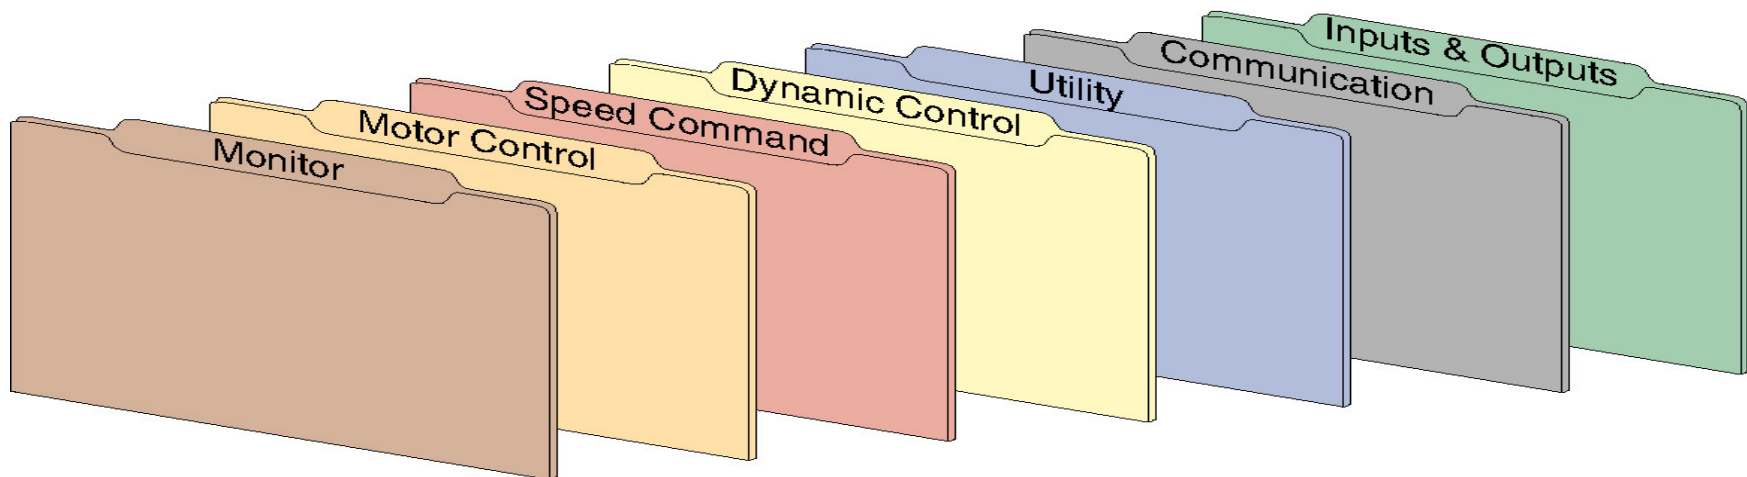 Monitor
Motor Control
Speed Command
Dynamic Control
Utility
Communication
Inputs & Outputs